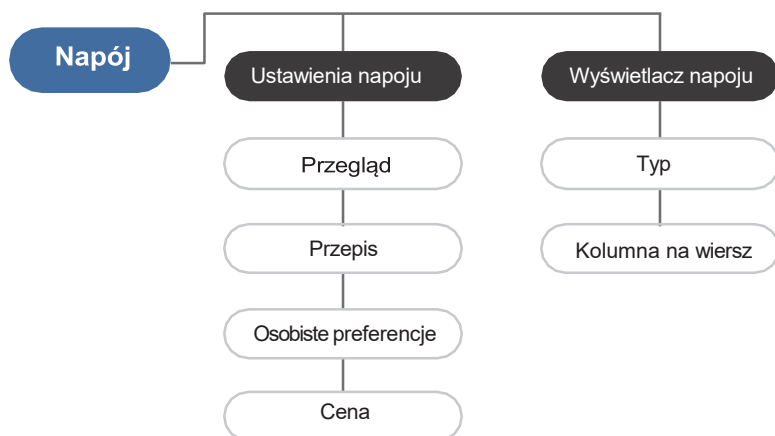 Napój
Ustawienia napoju
Przegląd
Przepis
Osobiste preferencje
Cena
Wyświetlacz napoju
Typ
Kolumna na wiersz